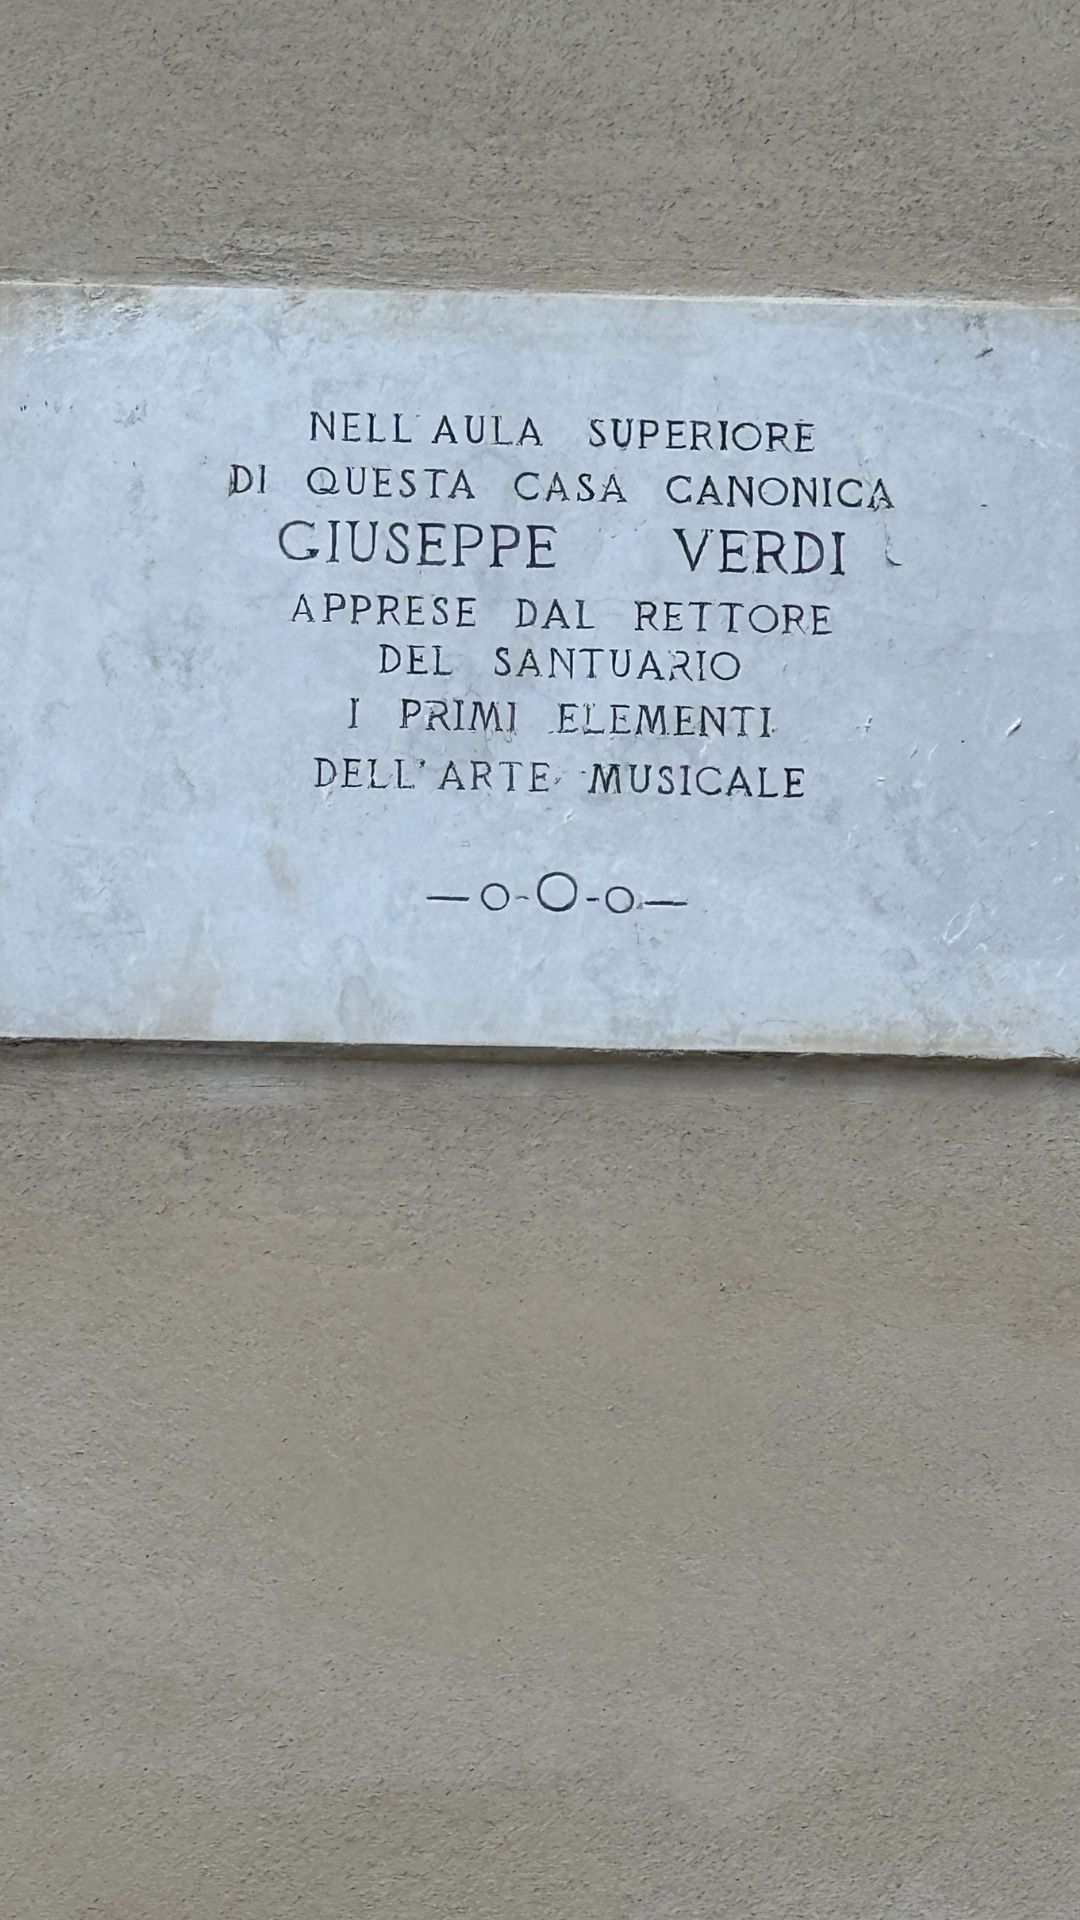 NELL'AULA SUPERIORE
DI QUESTA CASA CANONICA
GIUSEPPE VERDI
APPRESE DAL RETTORE
DEL SANTUARIO
I PRIMI ELEMENTI
DELL'ARTE MUSICALE
—o-O-o—